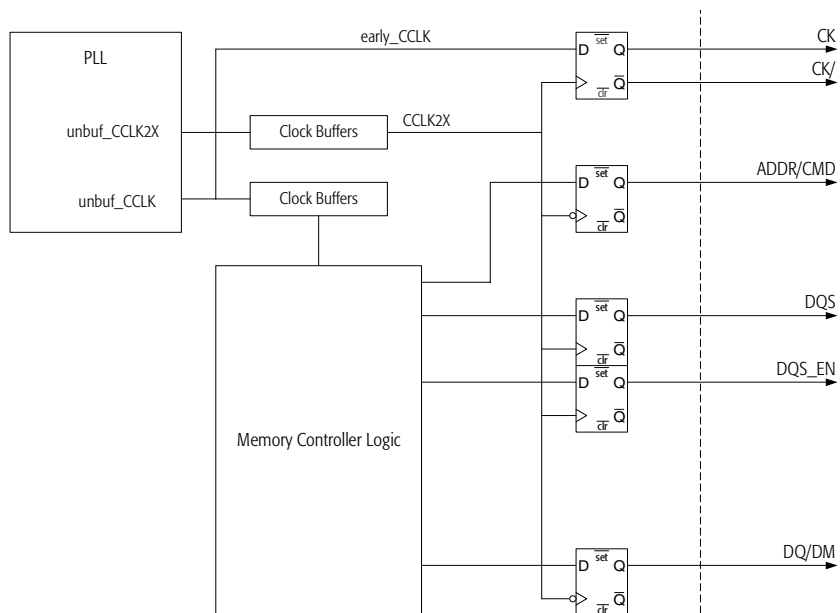 early_CCLK
CK
D set Q
PLL
CK/
Q
clr
unbuf_CCLK2X
Clock Buffers
CCLK2X
ADDR/CMD
D set Q
unbuf_CCLK
Clock Buffers
Q
clr
DQS
D set Q
Q
clr
DQS_EN
D set Q
Q
clr
Memory Controller Logic
DQ/DM
D set Q
Q
clr